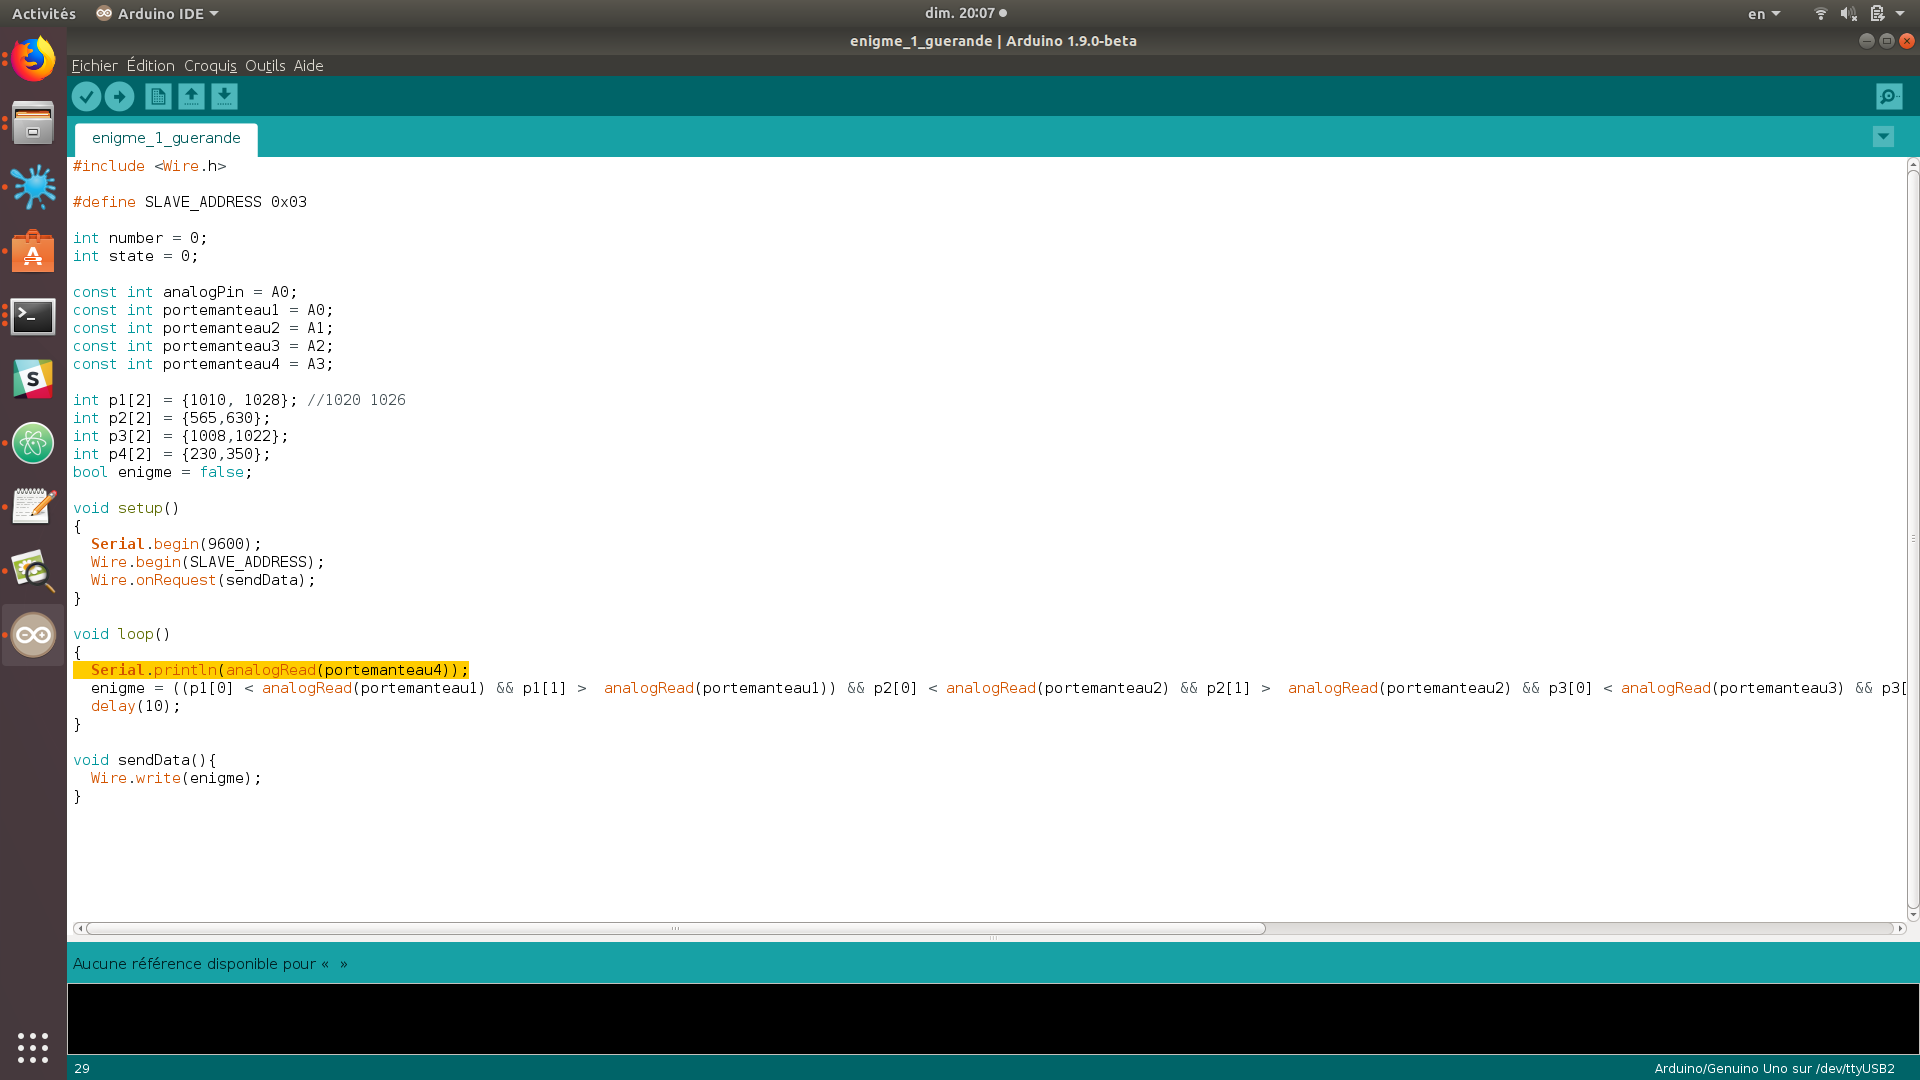 Activités Arduino IDE dim. 20:07 en
enigme_1_guerande | Arduino 1.9.0-beta
Fichier Édition Croquis Outils Aide
enigme_1_guerande
#include <Wire.h>
#define SLAVE_ADDRESS 0x03
int number = 0;
int state = 0;
const int analogPin = A0;
const int portemanteau1 = A0;
const int portemanteau2 = A1;
const int portemanteau3 = A2;
const int portemanteau4 = A3;
int p1[2] = {1010, 1028}; //1020 1026
int p2[2] = {565,630};
int p3[2] = {1008,1022};
int p4[2] = {230,350};
bool enigme = false;
void setup()
{
  Serial.begin(9600);
  Wire.begin(SLAVE_ADDRESS);
  Wire.onRequest(sendData);
}
void loop()
{
  Serial.println(analogRead(portemanteau4));
  enigme = ((p1[0] < analogRead(portemanteau1) && p1[1] >  analogRead(portemanteau1)) && p2[0] < analogRead(portemanteau2) && p2[1] >  analogRead(portemanteau2) && p3[0] < analogRead(portemanteau3) && p3[
  delay(10);
}
void sendData(){
  Wire.write(enigme);
}
Aucune référence disponible pour «  »
29 Arduino/Genuino Uno sur /dev/ttyUSB2